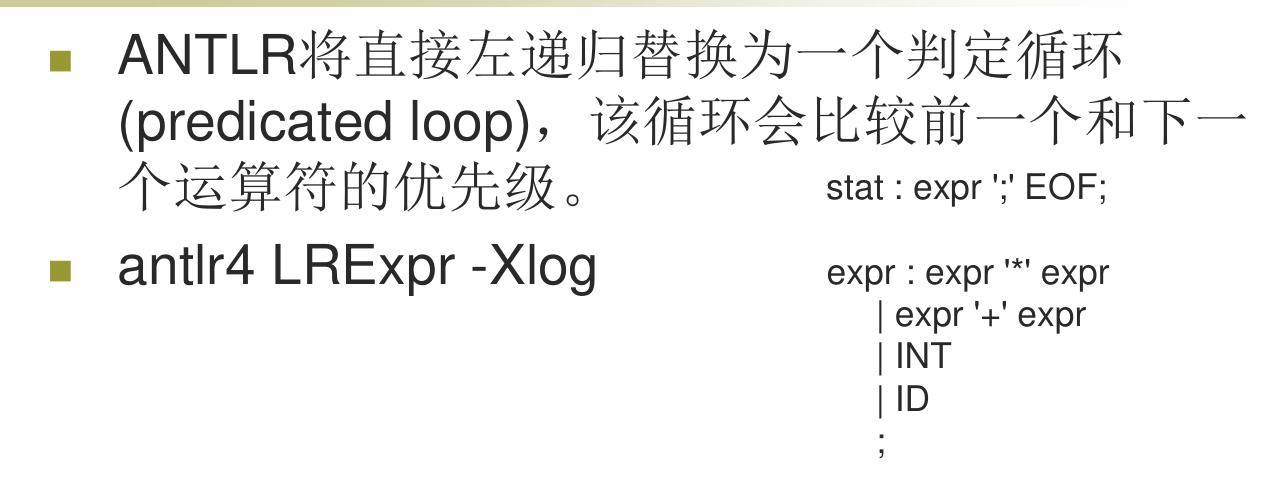 ANTLR将直接左递归替换为一个判定循环
(predicated loop)，该循环会比较前一个和下一
个运算符的优先级。
antlr4 LRExpr -Xlog
stat : expr ';' EOF;
expr : expr '*' expr
| expr '+' expr
| INT
| ID
;